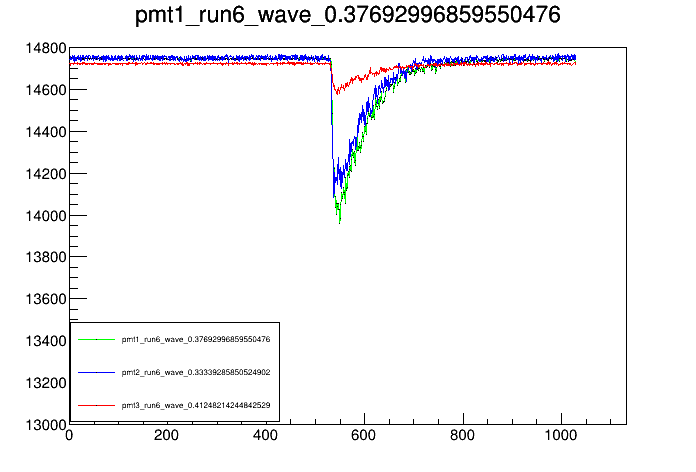 pmt1_run6_wave_0.37692996859550476
14800
14600
14400
14200
14000
13800
13600
13400
13200
13000
pmt1_run6_wave_0.37692996859550476
pmt2_run6_wave_0.33339285850524902
pmt3_run6_wave_0.41248214244842529
0 200 400 600 800 1000